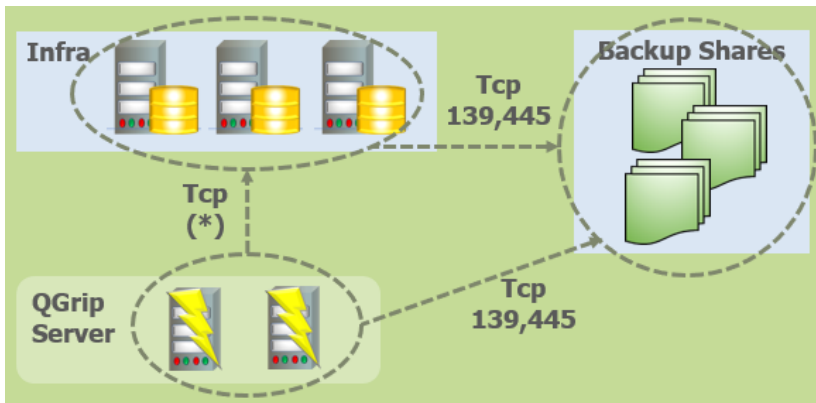 Infra
Backup Shares
Tcp
139,445
Tcp
(*)
QGrip
Server
Tcp
139,445